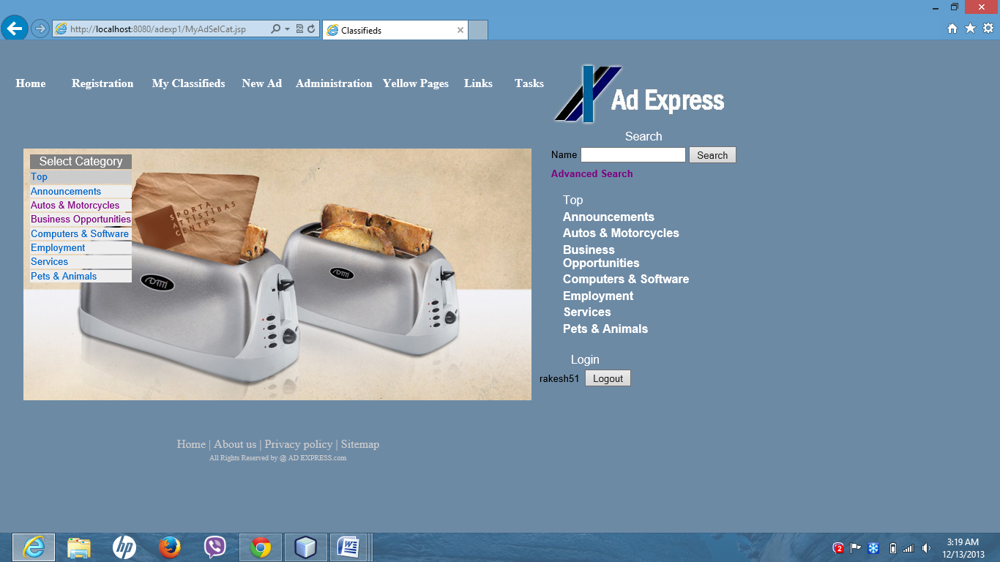 http://localhost:8080/adexp1/MyAdSelCat.jsp
Classifieds
Home Registration My Classifieds New Ad Administration Yellow Pages Links Tasks
Ad Express
Search
Name Search
Advanced Search
Select Category
Top
Announcements
Autos & Motorcycles
Business Opportunities
Computers & Software
Employment
Services
Pets & Animals
SPORTA
ATTĪSTĪBAS
CENTRS
Top
Announcements
Autos & Motorcycles
Business
Opportunities
Computers & Software
Employment
Services
Pets & Animals
Login
rakesh51 Logout
Home | About us | Privacy policy | Sitemap
All Rights Reserved by @ AD EXPRESS.com
hp
2
3:19 AM
12/13/2013